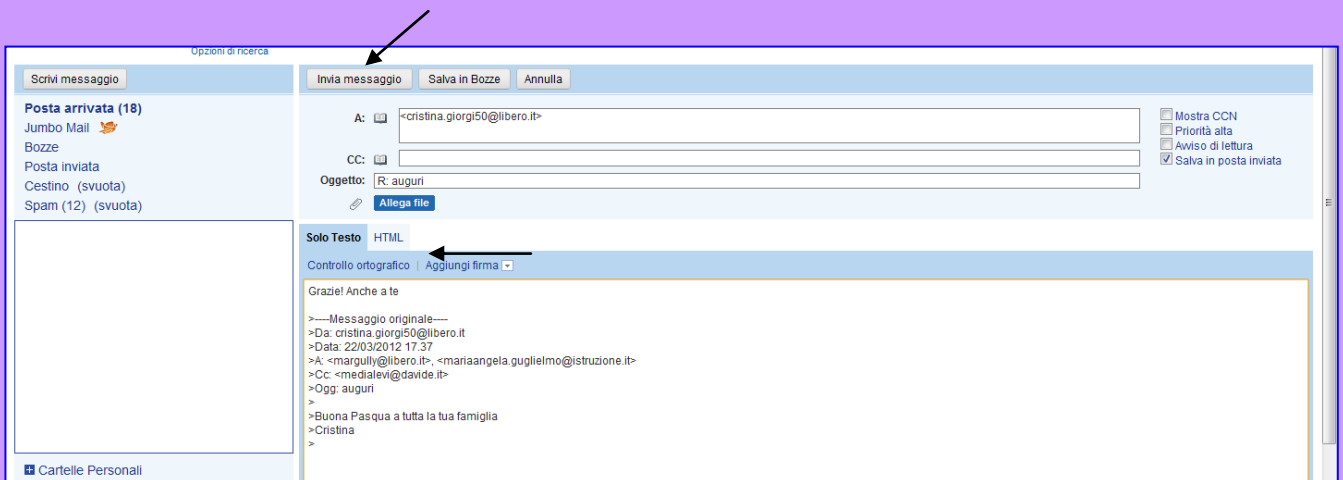 Opzioni di ricerca
Scrivi messaggio
Posta arrivata (18)
Jumbo Mail
Bozze
Posta inviata
Cestino (svuota)
Spam (12) (svuota)
Cartelle Personali
Invia messaggio Salva in Bozze Annulla
A: <cristina.giorgi50@libero.it>
CC:
Oggetto: R: auguri
Allega file
Mostra CCN
Priorità alta
Avviso di lettura
Salva in posta inviata
Solo Testo HTML
Controllo ortografico | Aggiungi firma
Grazie! Anche a te
>----Messaggio originale----
>Da: cristina.giorgi50@libero.it
>Data: 22/03/2012 17.37
>A: <margully@libero.it>, <mariaangela.guglielmo@istruzione.it>
>Cc: <medialevi@davide.it>
>Ogg: auguri
>
>Buona Pasqua a tutta la tua famiglia
>Cristina
>